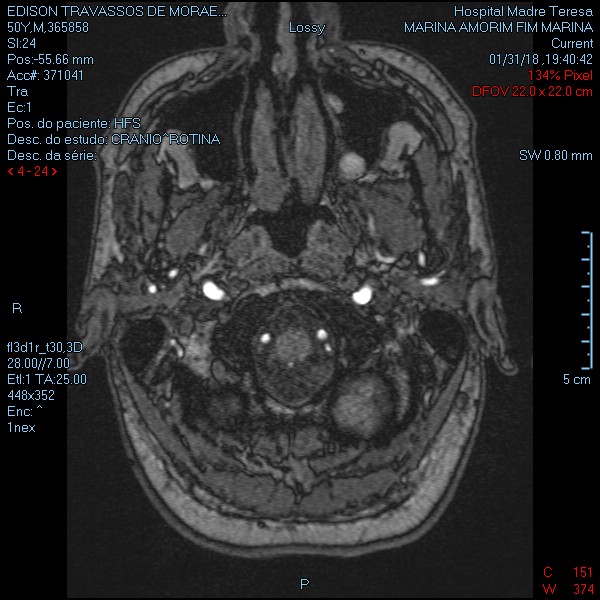 EDISON TRAVASSOS DE MORAE...
50Y,M,365858
Sl:24
Pos:-55.66 mm
Acc#: 371041
Tra
Ec:1
Pos. do paciente: HFS
Desc. do estudo: CRANIO^ROTINA
Desc. da série:
< 4 - 24 >
Lossy
Hospital Madre Teresa
MARINA AMORIM FIM MARINA
Current
01/31/18 ,19:40:42
134% Pixel
DFOV 22.0 x 22.0 cm
SW 0.80 mm
R
fl3d1r_t30,3D
28.00//7.00
Etl:1 TA:25.00
448x352
Enc: ^
1nex
5 cm
P
C 151
W 374